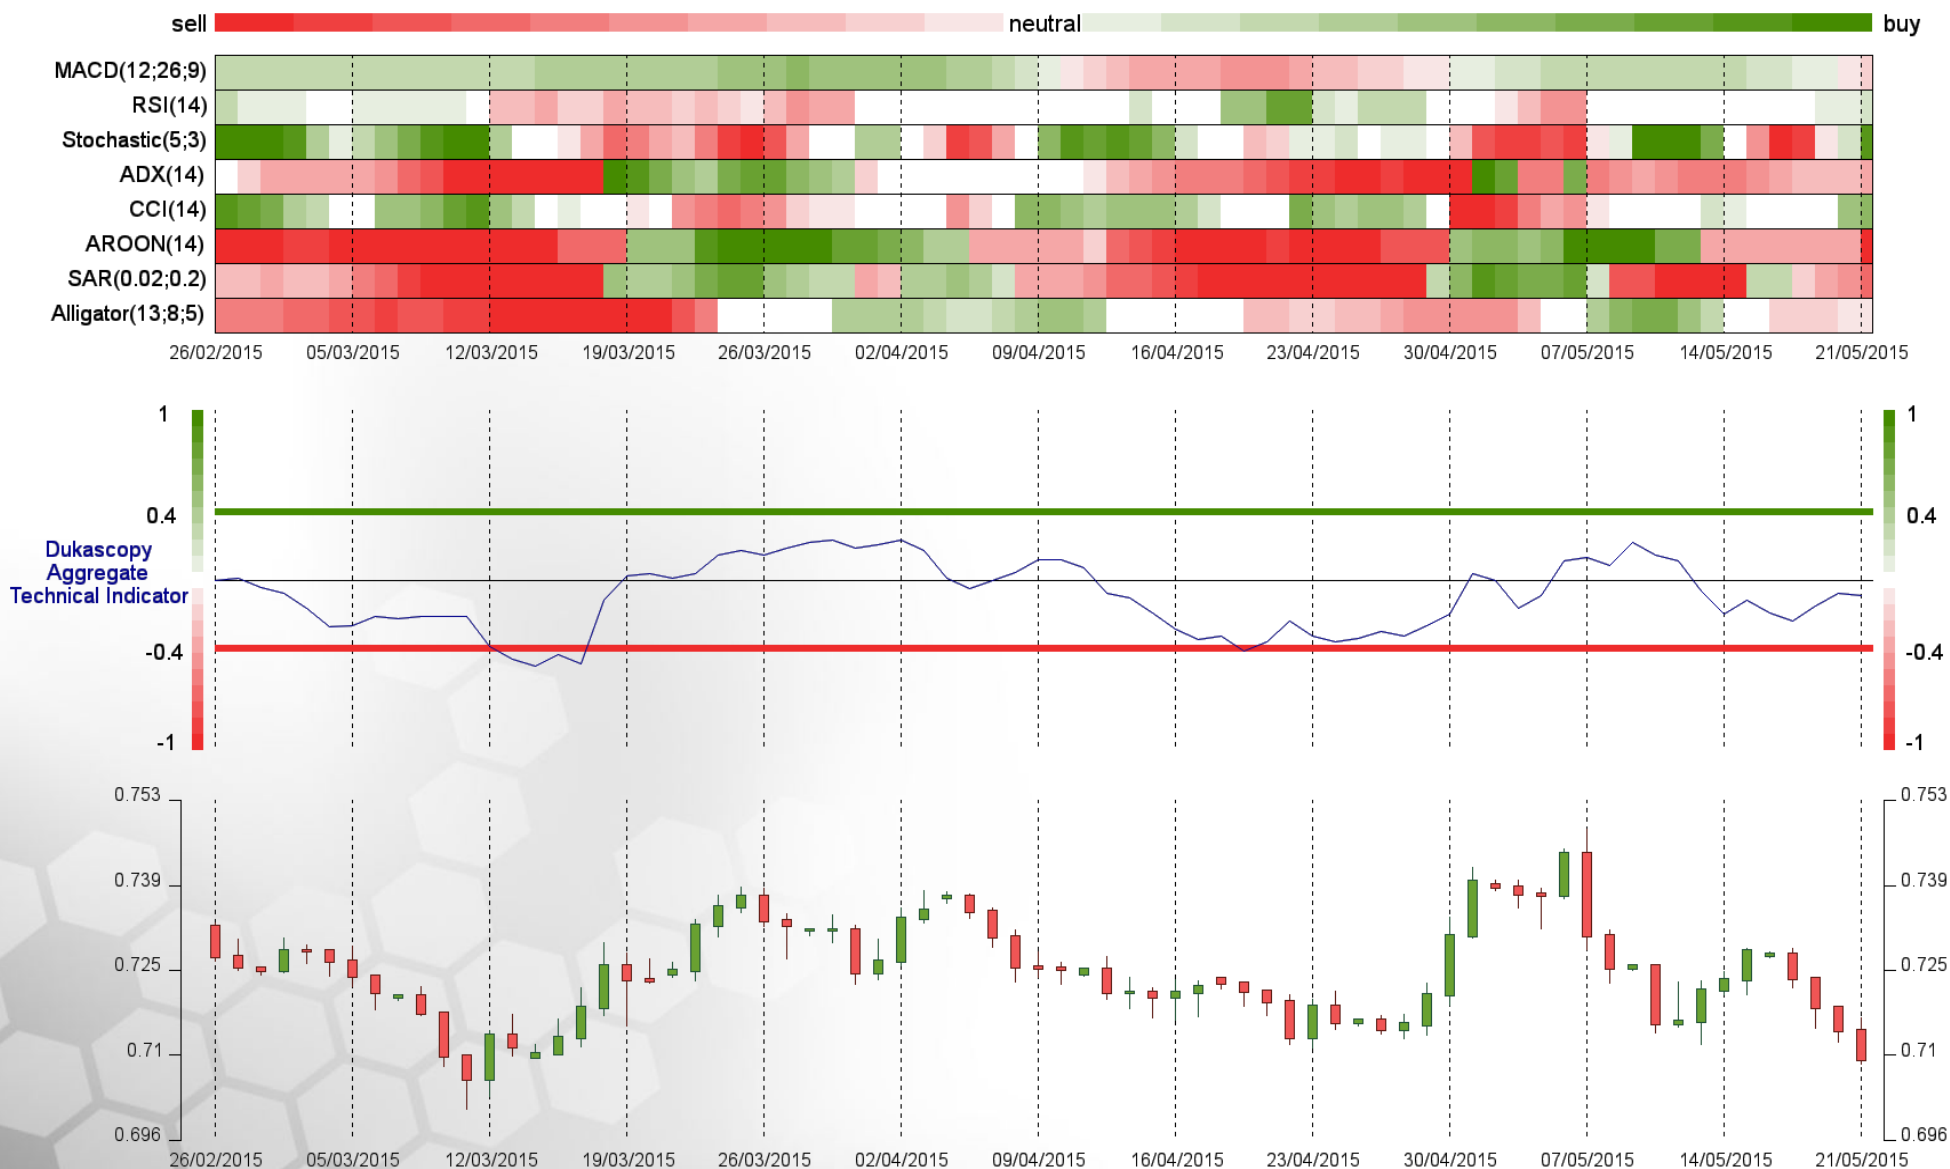 sell neutral buy
MACD(12;26;9)
RSI(14)
Stochastic(5;3)
ADX(14)
CCI(14)
AROON(14)
SAR(0.02;0.2)
Alligator(13;8;5)
26/02/2015 05/03/2015 12/03/2015 19/03/2015 26/03/2015 02/04/2015 09/04/2015 16/04/2015 23/04/2015 30/04/2015 07/05/2015 14/05/2015 21/05/2015
1 1
0.4 0.4
Dukascopy
Aggregate
Technical Indicator
-0.4 -0.4
-1 -1
0.753 0.753
0.739 0.739
0.725 0.725
0.71 0.71
0.696 0.696
26/02/2015 05/03/2015 12/03/2015 19/03/2015 26/03/2015 02/04/2015 09/04/2015 16/04/2015 23/04/2015 30/04/2015 07/05/2015 14/05/2015 21/05/2015